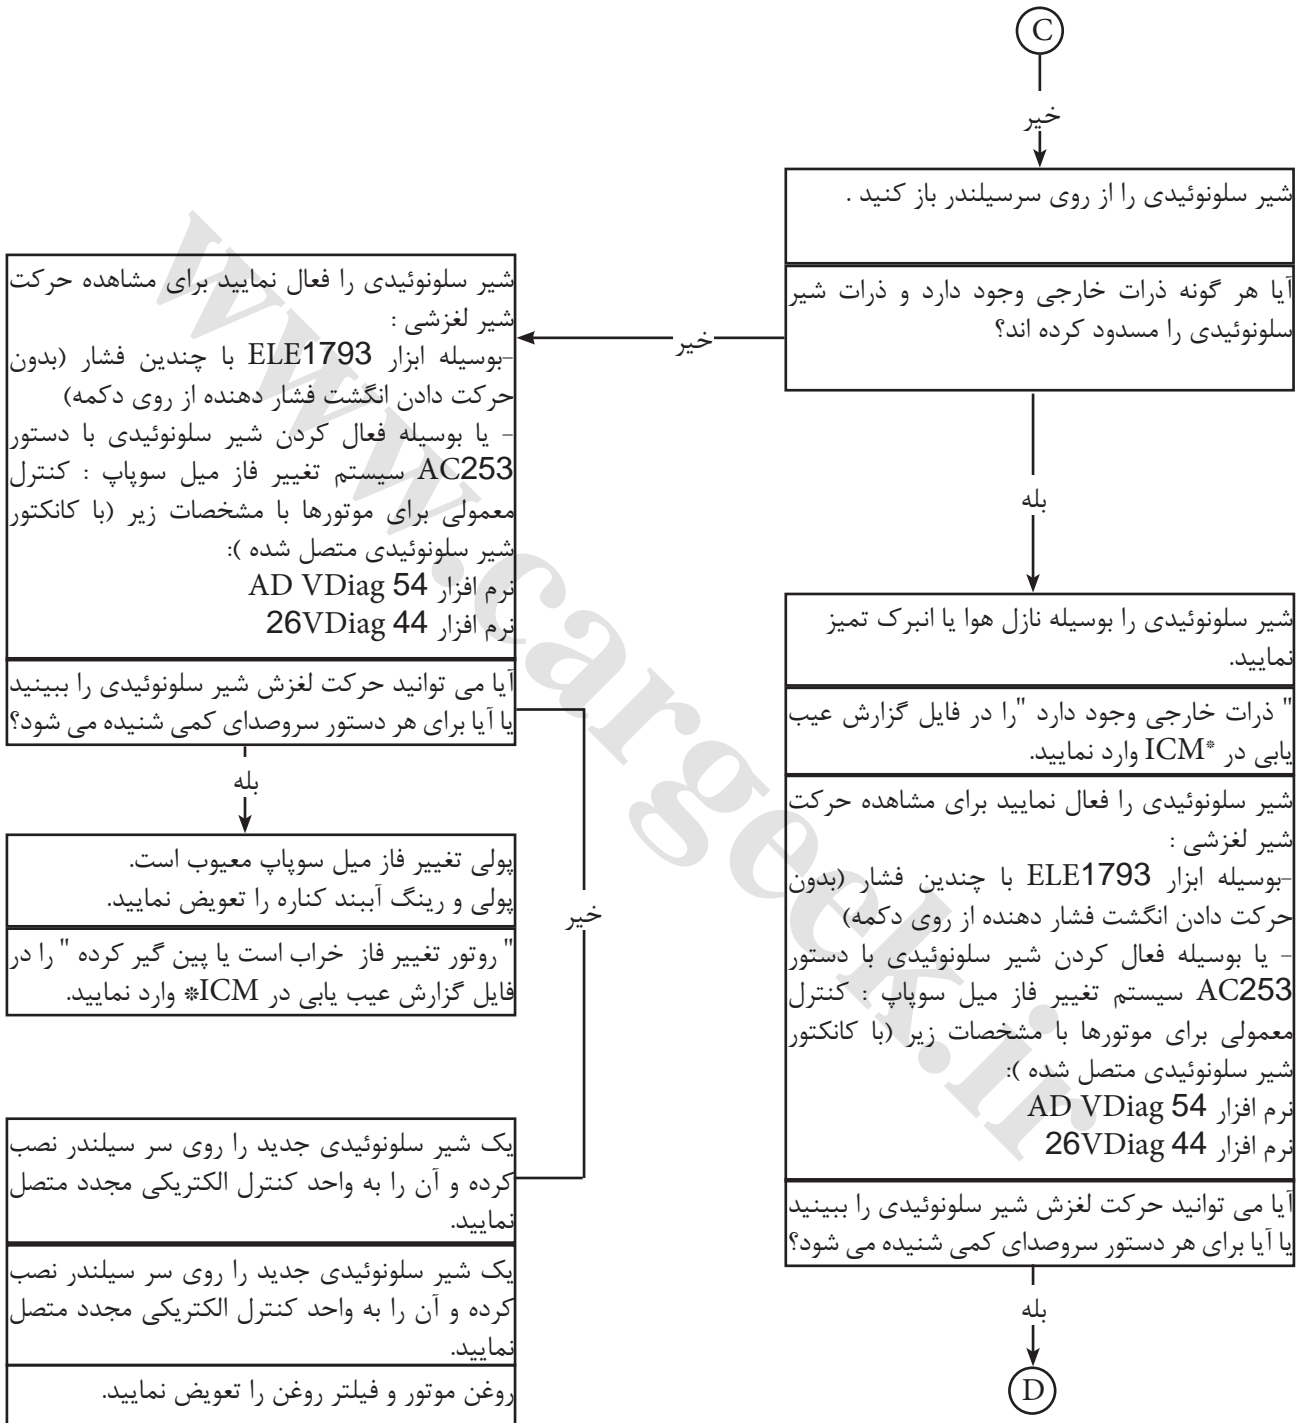 C
خیر
شیر سلونوئیدی را از روی سرسیلندر باز کنید .
آیا هر گونه ذرات خارجی وجود دارد و ذرات شیر
سلونوئیدی را مسدود کرده اند؟
خیر
بله
شیر سلونوئیدی را بوسیله نازل هوا یا انبرک تمیز
نمایید.
" ذرات خارجی وجود دارد "را در فایل گزارش عیب
یابی در ICM* وارد نمایید.
شیر سلونوئیدی را فعال نمایید برای مشاهده حرکت
شیر لغزشی :
-بوسیله ابزار ELE1793 با چندین فشار (بدون
حرکت دادن انگشت فشار دهنده از روی دکمه)
- یا بوسیله فعال کردن شیر سلونوئیدی با دستور
AC253 سیستم تغییر فاز میل سوپاپ : کنترل
معمولی برای موتورها با مشخصات زیر (با کانکتور
شیر سلونوئیدی متصل شده ):
نرم افزار AD VDiag 54
نرم افزار 26VDiag 44
آیا می توانید حرکت لغزش شیر سلونوئیدی را ببینید
یا آیا برای هر دستور سروصدای کمی شنیده می شود؟
بله
D
شیر سلونوئیدی را فعال نمایید برای مشاهده حرکت
شیر لغزشی :
-بوسیله ابزار ELE1793 با چندین فشار (بدون
حرکت دادن انگشت فشار دهنده از روی دکمه)
- یا بوسیله فعال کردن شیر سلونوئیدی با دستور
AC253 سیستم تغییر فاز میل سوپاپ : کنترل
معمولی برای موتورها با مشخصات زیر (با کانکتور
شیر سلونوئیدی متصل شده ):
نرم افزار AD VDiag 54
نرم افزار 26VDiag 44
آیا می توانید حرکت لغزش شیر سلونوئیدی را ببینید
یا آیا برای هر دستور سروصدای کمی شنیده می شود؟
بله
خیر
پولی تغییر فاز میل سوپاپ معیوب است.
پولی و رینگ آببند کناره را تعویض نمایید.
" روتور تغییر فاز  خراب است یا پین گیر کرده " را در
فایل گزارش عیب یابی در ICM* وارد نمایید.
یک شیر سلونوئیدی جدید را روی سر سیلندر نصب
کرده و آن را به واحد کنترل الکتریکی مجدد متصل
نمایید.
یک شیر سلونوئیدی جدید را روی سر سیلندر نصب
کرده و آن را به واحد کنترل الکتریکی مجدد متصل
نمایید.
روغن موتور و فیلتر روغن را تعویض نمایید.
www.cargeek.ir